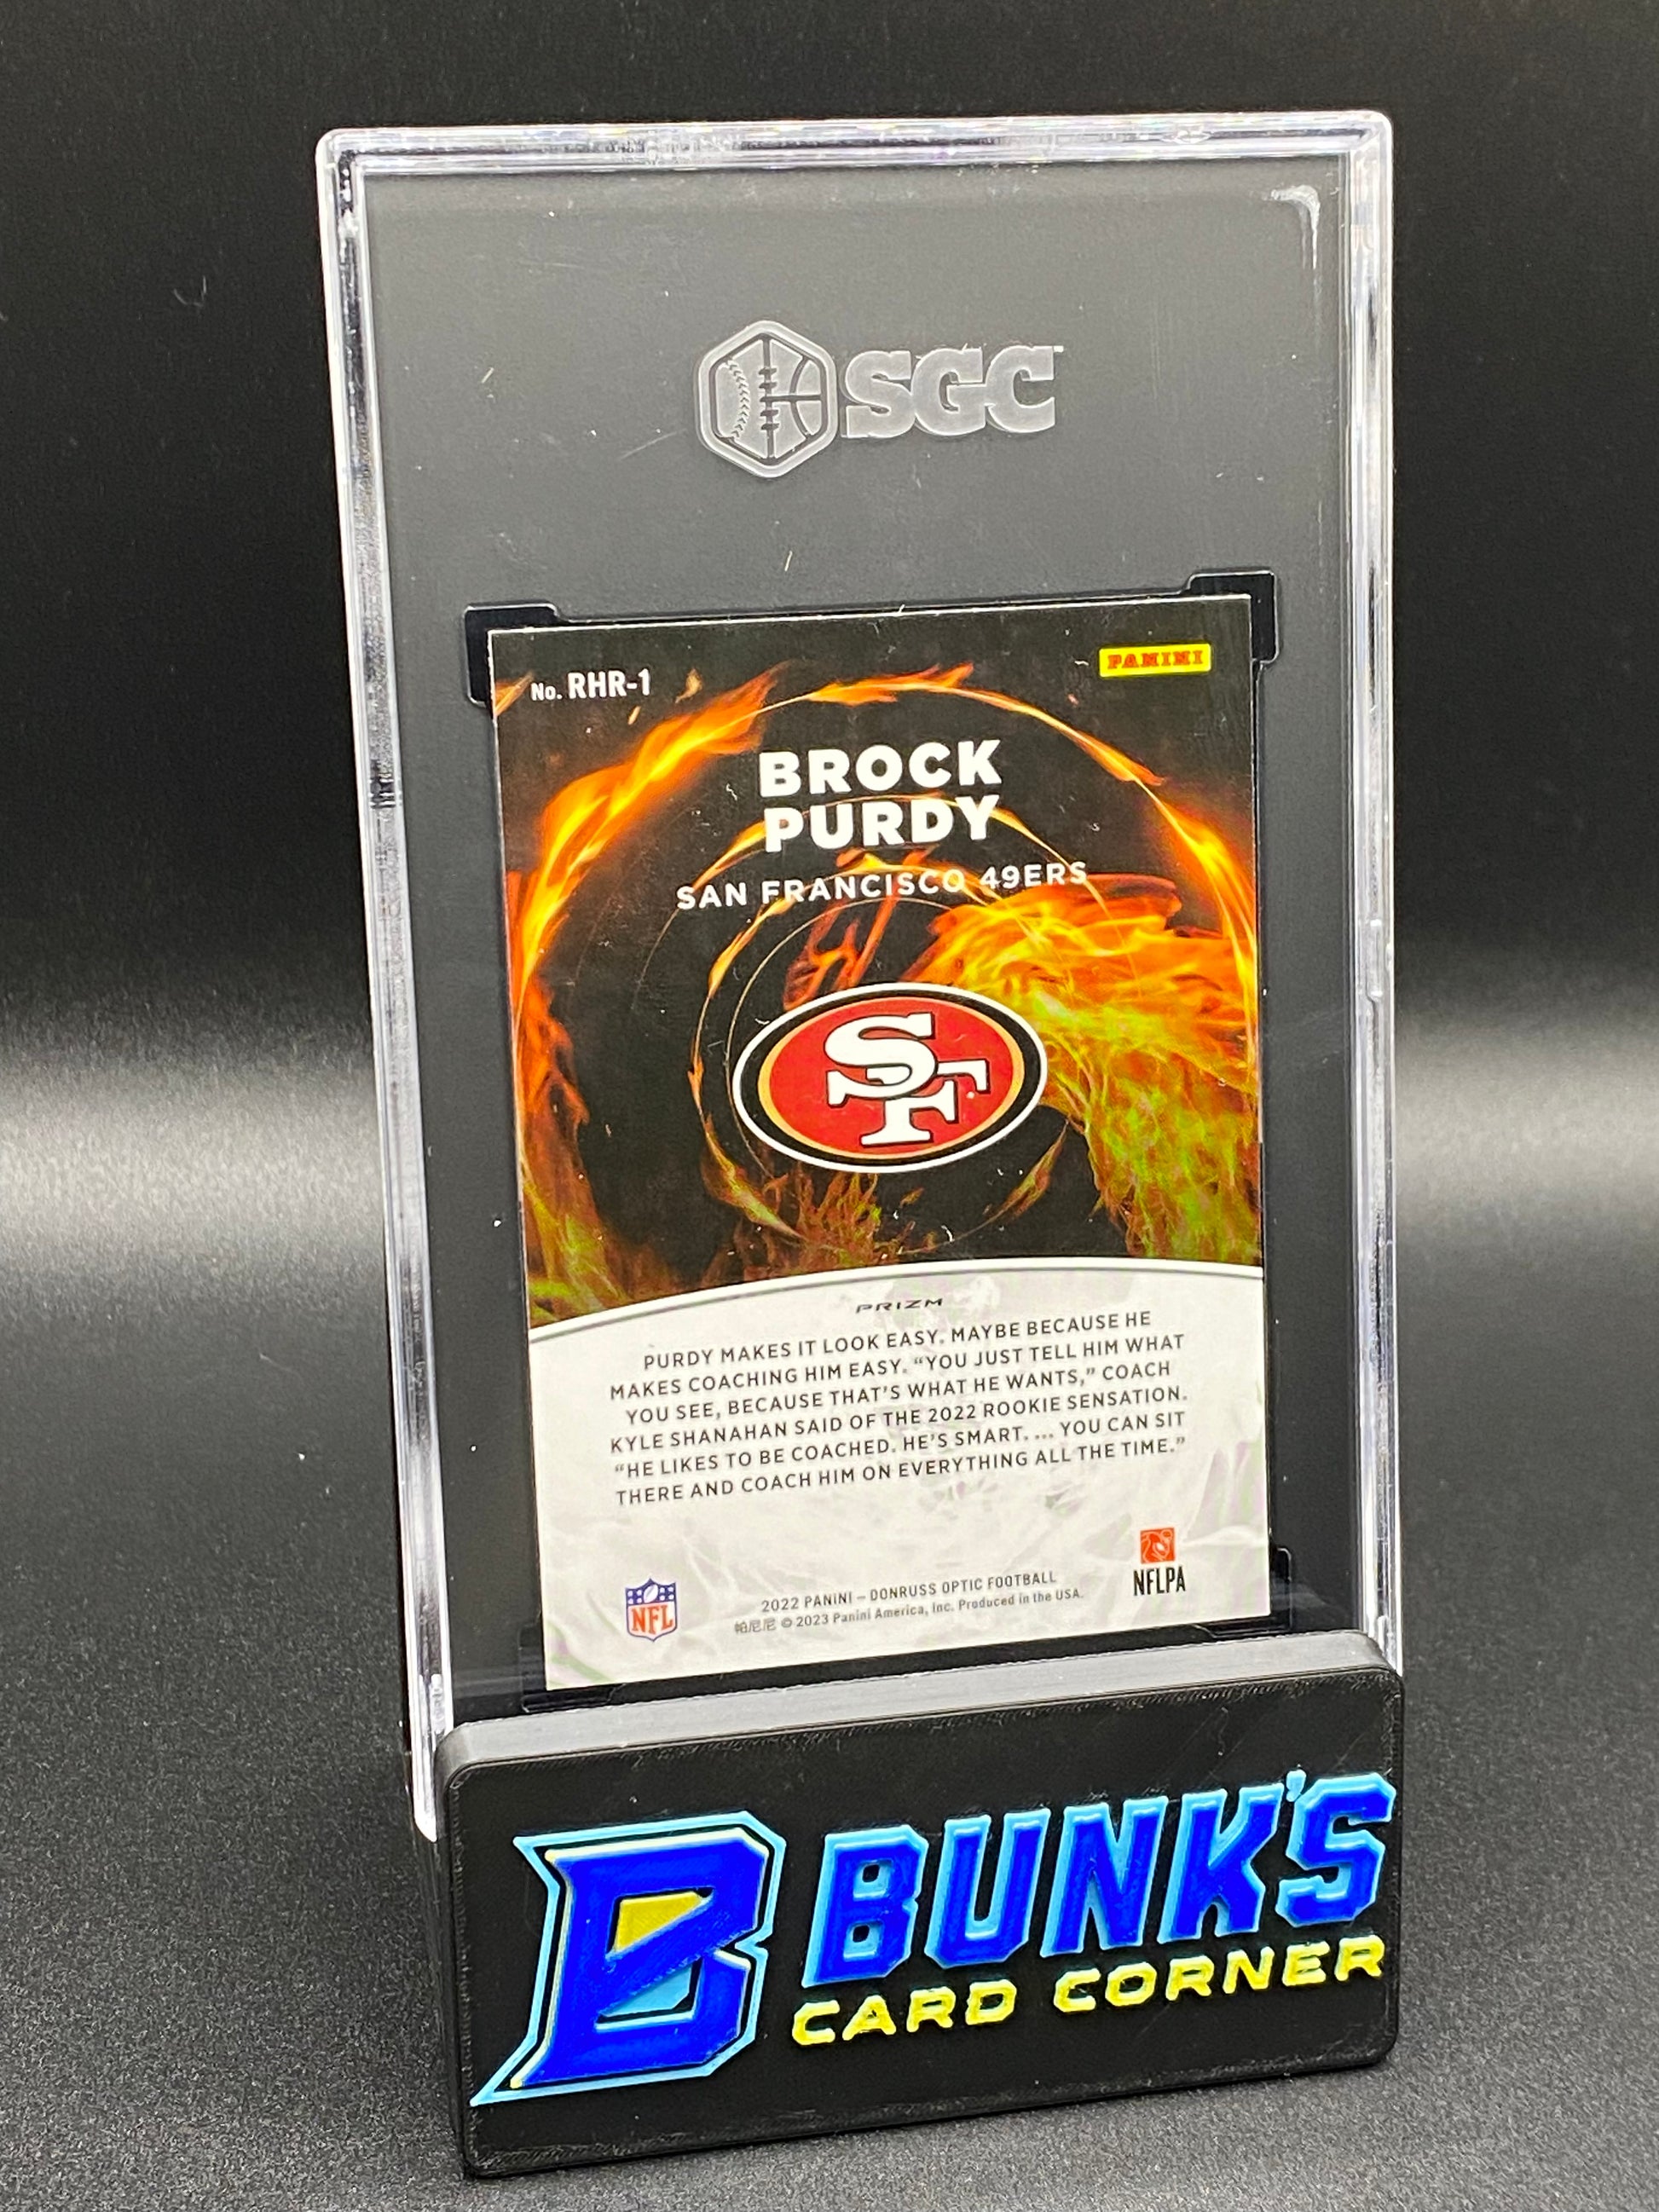 SGC
No. RHR-1
PANINI
BROCK
PURDY
SAN FRANCISCO 49ERS
SF
PRIZM
PURDY MAKES IT LOOK EASY. MAYBE BECAUSE HE
MAKES COACHING HIM EASY. “YOU JUST TELL HIM WHAT
YOU SEE, BECAUSE THAT’S WHAT HE WANTS,” COACH
KYLE SHANAHAN SAID OF THE 2022 ROOKIE SENSATION.
“HE LIKES TO BE COACHED. HE’S SMART. ... YOU CAN SIT
THERE AND COACH HIM ON EVERYTHING ALL THE TIME.”
NFL
2022 PANINI – DONRUSS OPTIC FOOTBALL
帕尼尼 © 2023 Panini America, Inc. Produced in the USA.
NFLPA
B
BUNK'S
CARD CORNER